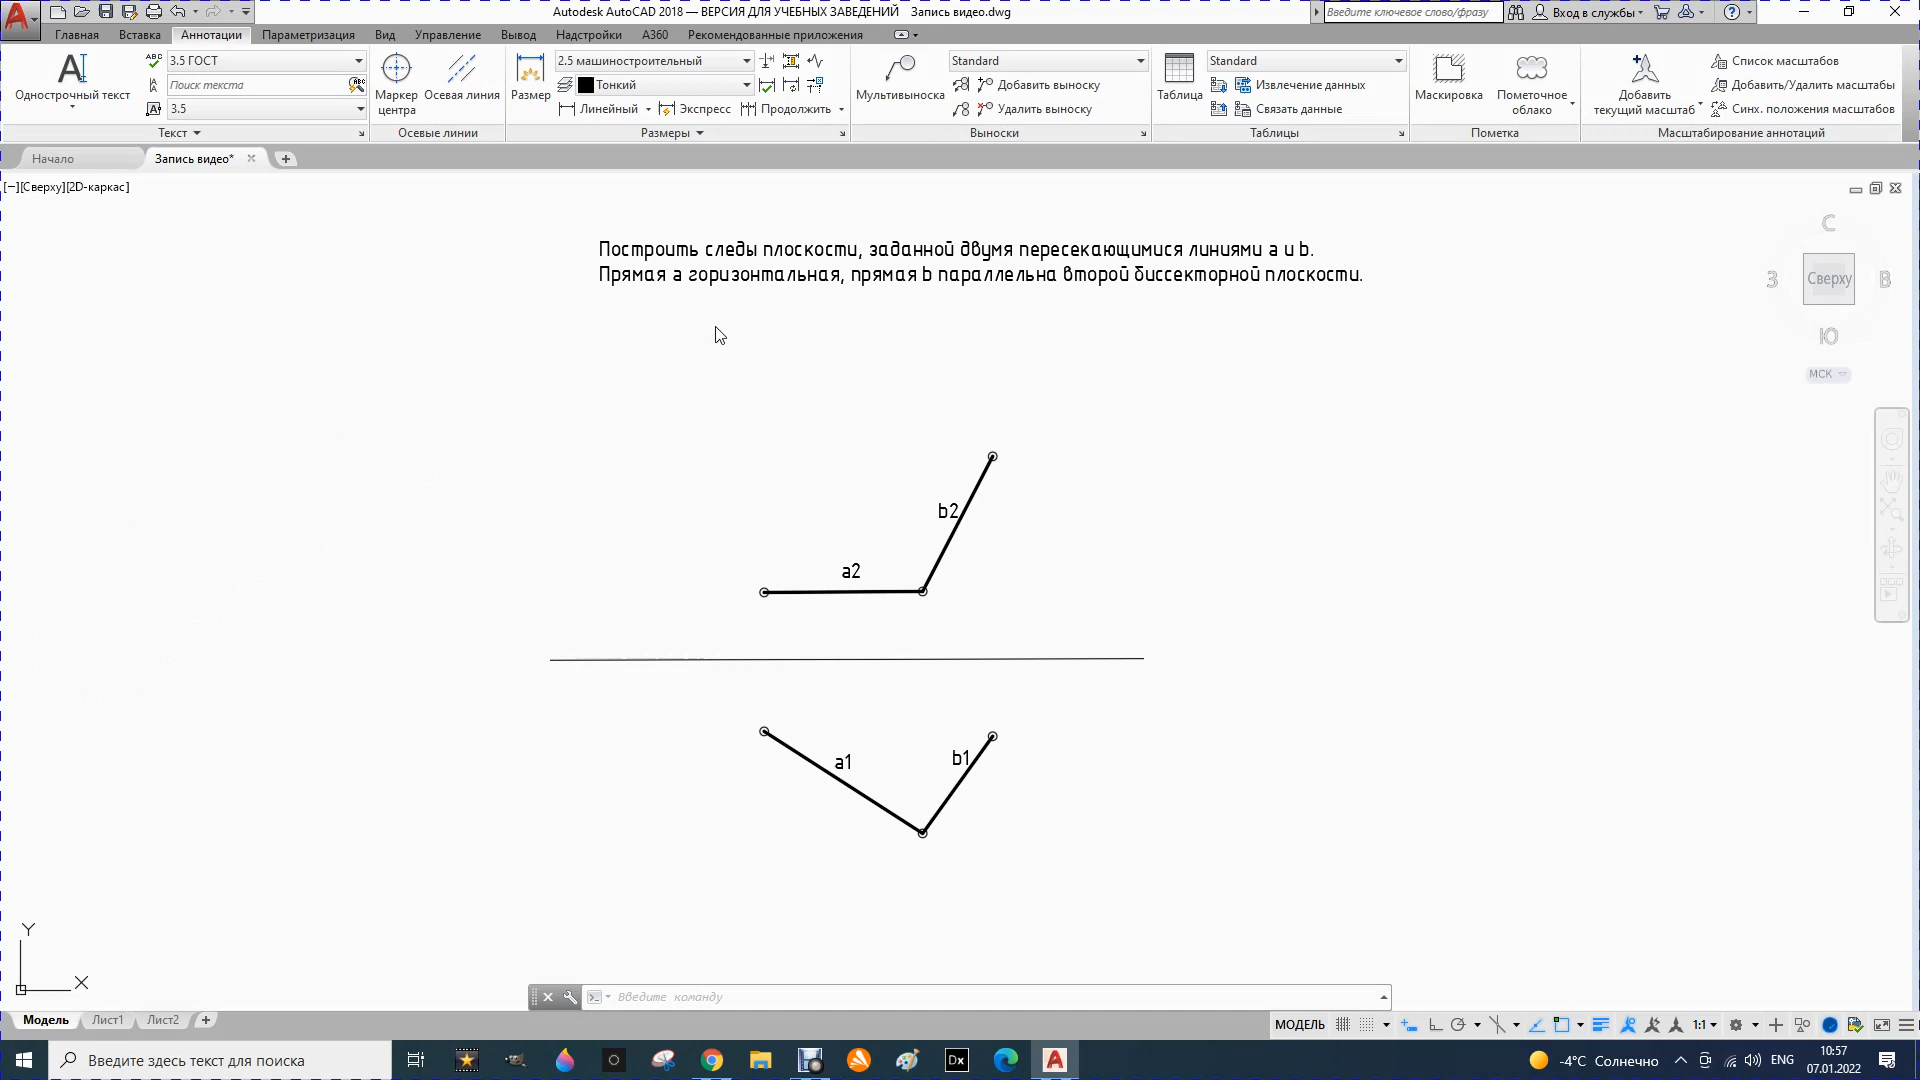 Autodesk AutoCAD 2018 — ВЕРСИЯ ДЛЯ УЧЕБНЫХ ЗАВЕДЕНИЙ Запись видео.dwg
Введите ключевое слово/фразу
Вход в службы
Главная Вставка Аннотации Параметризация Вид Управление Вывод Надстройки A360 Рекомендованные приложения
Однострочный текст
3.5 ГОСТ
Поиск текста
3.5
Текст
Маркер центра
Осевая линия
Осевые линии
Размер
2.5 машиностроительный
Тонкий
Линейный Экспресс Продолжить
Размеры
Мультивыноска
Standard
Добавить выноску
Удалить выноску
Выноски
Таблица
Standard
Извлечение данных
Связать данные
Таблицы
Маскировка
Пометочное облако
Пометка
Добавить текущий масштаб
Список масштабов
Добавить/Удалить масштабы
Синх. положения масштабов
Масштабирование аннотаций
Начало Запись видео*
[−][Сверху][2D-каркас]
Построить следы плоскости, заданной двумя пересекающимися линиями a и b.
Прямая a горизонтальная, прямая b параллельна второй биссекторной плоскости.
С
З Сверху В
Ю
МСК
b2
a2
a1
b1
Y
X
Введите команду
Модель Лист1 Лист2
МОДЕЛЬ 1:1
Введите здесь текст для поиска
Dx
-4°C Солнечно
ENG
10:57
07.01.2022